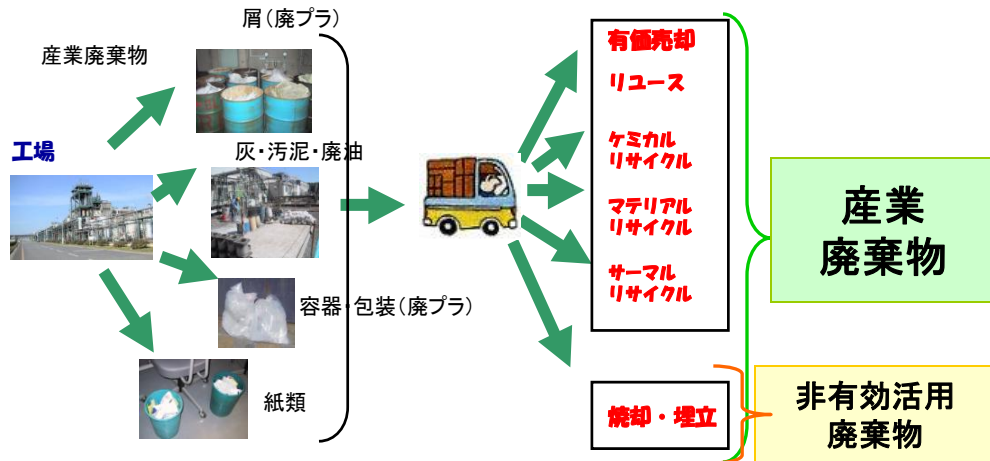 屑(廃プラ)
産業廃棄物
工場
灰・汚泥・廃油
容器・包装(廃プラ)
紙類
有価売却
リユース
ケミカル
リサイクル
マテリアル
リサイクル
サーマル
リサイクル
焼却・埋立
産業
廃棄物
非有効活用
廃棄物